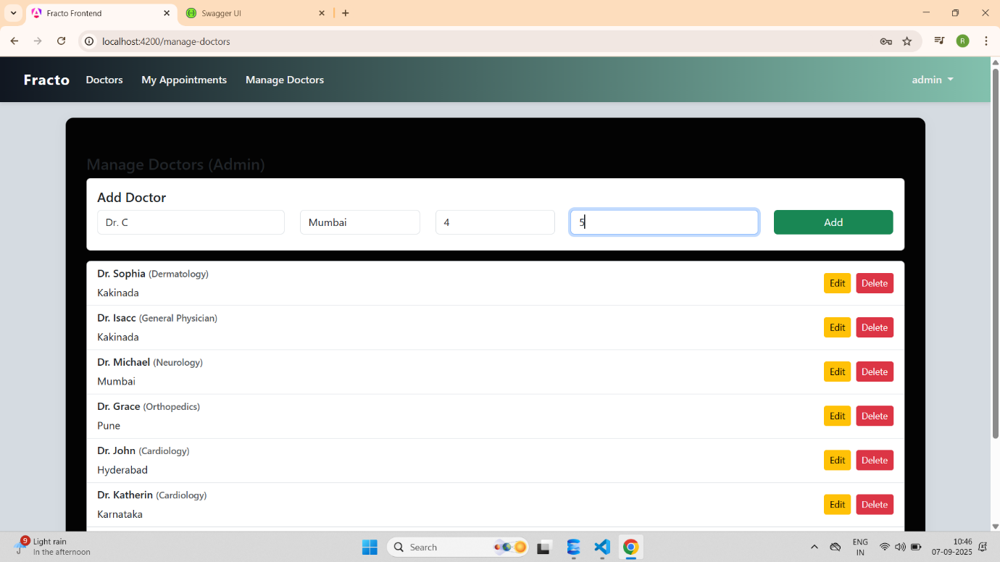 Fracto Frontend
Swagger UI
localhost:4200/manage-doctors
R
Fracto Doctors My Appointments Manage Doctors admin
Manage Doctors (Admin)
Add Doctor
Dr. C Mumbai 4 5 Add
Dr. Sophia (Dermatology)
Kakinada
Edit Delete
Dr. Isacc (General Physician)
Kakinada
Edit Delete
Dr. Michael (Neurology)
Mumbai
Edit Delete
Dr. Grace (Orthopedics)
Pune
Edit Delete
Dr. John (Cardiology)
Hyderabad
Edit Delete
Dr. Katherin (Cardiology)
Karnataka
Edit Delete
9
Light rain
In the afternoon
Search
ENG
IN
10:46
07-09-2025